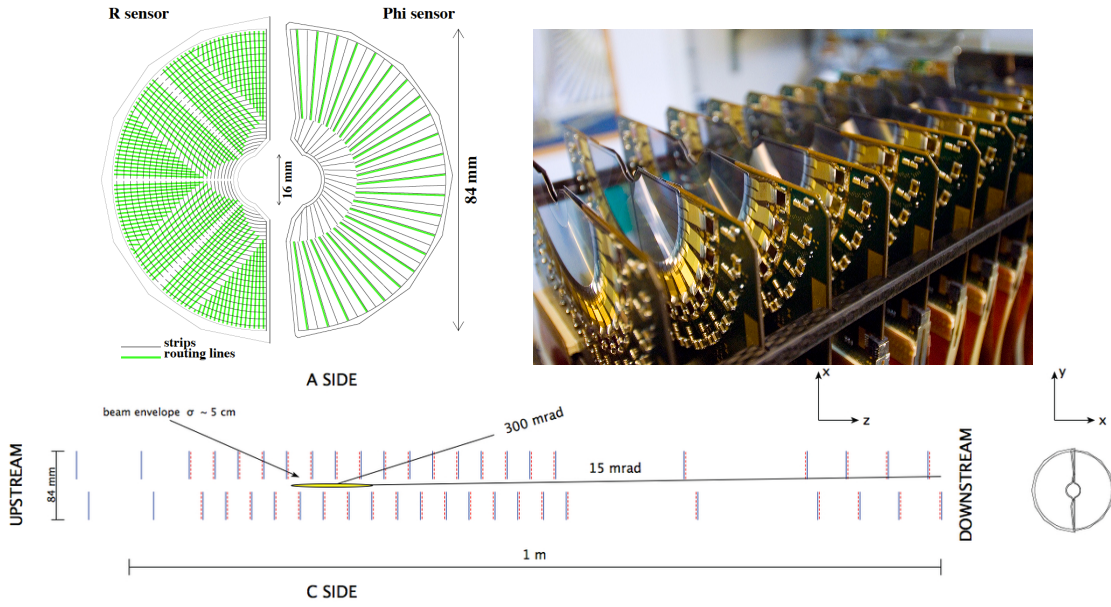 R sensor
Phi sensor
16 mm
84 mm
strips
routing lines
A SIDE
x
z
y
x
beam envelope σ ~ 5 cm
300 mrad
15 mrad
UPSTREAM
84 mm
DOWNSTREAM
1 m
C SIDE